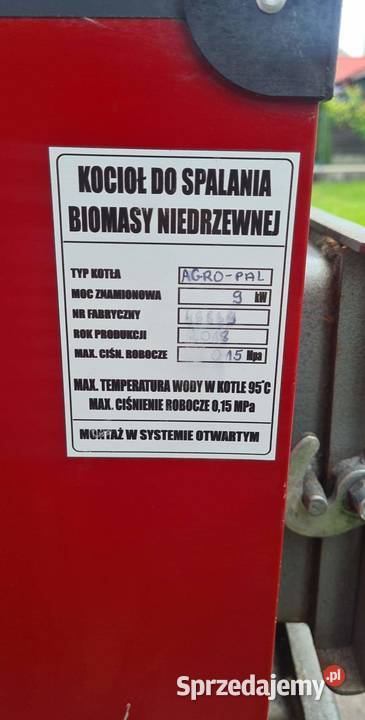 KOCIOŁ DO SPALANIA
BIOMASY NIEDRZEWNEJ
TYP KOTŁA AGRO-PAL
MOC ZNAMIONOWA 9 kW
NR FABRYCZNY
ROK PRODUKCJI
MAX. CIŚN. ROBOCZE 0,15 Mpa
MAX. TEMPERATURA WODY W KOTLE 95°C
MAX. CIŚNIENIE ROBOCZE 0,15 MPa
MONTAŻ W SYSTEMIE OTWARTYM
Sprzedajemy.pl